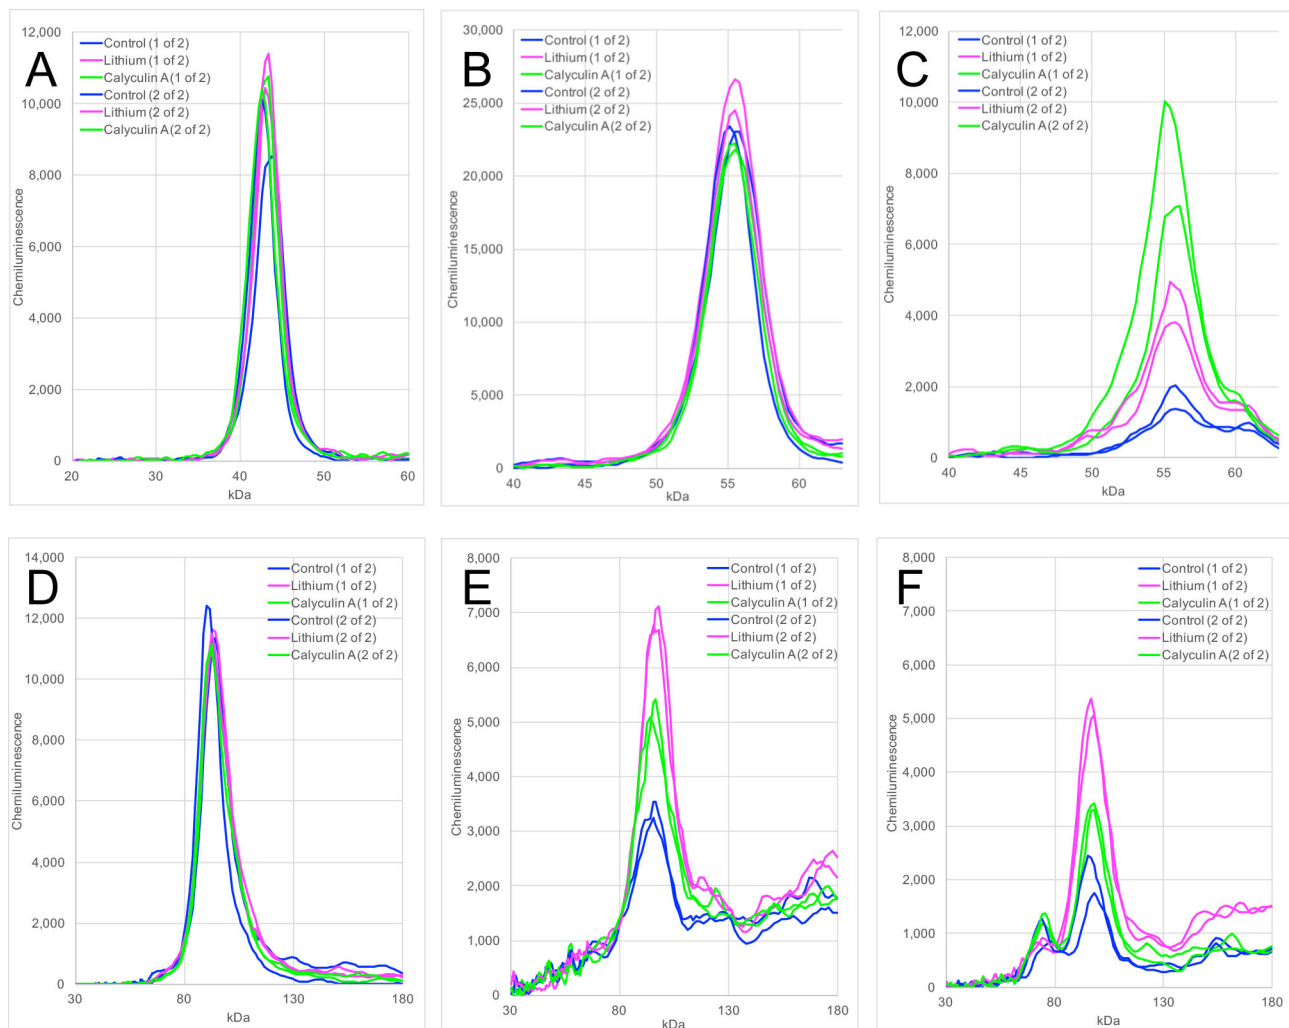 A
12,000
10,000
8,000
6,000
4,000
2,000
0
20 30 40 50 60
kDa
Chemiluminescence
Control (1 of 2)
Lithium (1 of 2)
Calyculin A (1 of 2)
Control (2 of 2)
Lithium (2 of 2)
Calyculin A (2 of 2)
B
30,000
25,000
20,000
15,000
10,000
5,000
0
40 45 50 55 60
kDa
Chemiluminescence
Control (1 of 2)
Lithium (1 of 2)
Calyculin A (1 of 2)
Control (2 of 2)
Lithium (2 of 2)
Calyculin A (2 of 2)
C
12,000
10,000
8,000
6,000
4,000
2,000
0
40 45 50 55 60
kDa
Chemiluminescence
Control (1 of 2)
Lithium (1 of 2)
Calyculin A (1 of 2)
Control (2 of 2)
Lithium (2 of 2)
Calyculin A (2 of 2)
D
14,000
12,000
10,000
8,000
6,000
4,000
2,000
0
30 80 130 180
kDa
Chemiluminescence
Control (1 of 2)
Lithium (1 of 2)
Calyculin A (1 of 2)
Control (2 of 2)
Lithium (2 of 2)
Calyculin A (2 of 2)
E
8,000
7,000
6,000
5,000
4,000
3,000
2,000
1,000
0
30 80 130 180
kDa
Chemiluminescence
Control (1 of 2)
Lithium (1 of 2)
Calyculin A (1 of 2)
Control (2 of 2)
Lithium (2 of 2)
Calyculin A (2 of 2)
F
8,000
7,000
6,000
5,000
4,000
3,000
2,000
1,000
0
30 80 130 180
kDa
Chemiluminescence
Control (1 of 2)
Lithium (1 of 2)
Calyculin A (1 of 2)
Control (2 of 2)
Lithium (2 of 2)
Calyculin A (2 of 2)